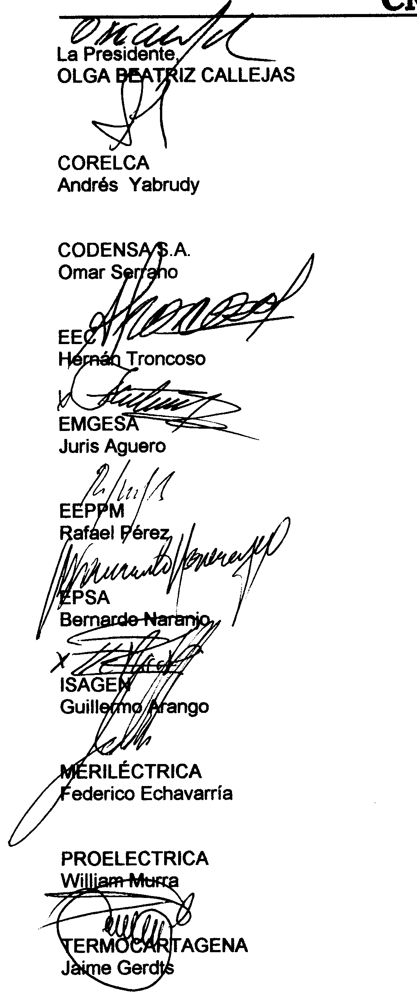 La Presidente,
OLGA BEATRIZ CALLEJAS
CORELCA
Andrés Yabrudy
CODENSA S.A.
Omar Serrano
EEC
Hernán Troncoso
EMGESA
Juris Aguero
EEPPM
Rafael Pérez
EPSA
Bernardo Naranjo
ISAGEN
Guillermo Arango
MERILÉCTRICA
Federico Echavarría
PROELECTRICA
William Murra
TERMOCARTAGENA
Jaime Gerdts